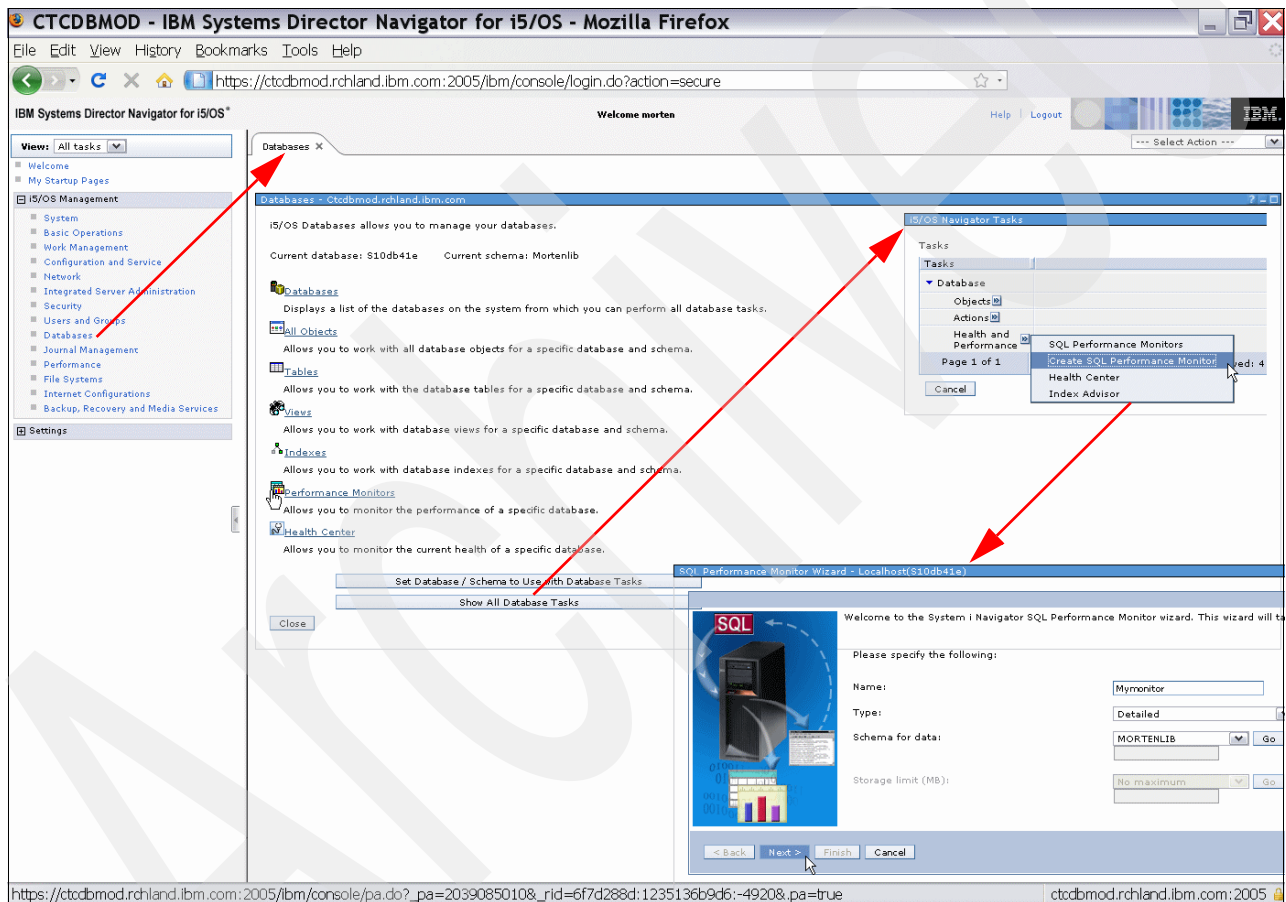 CTCDBMOD - IBM Systems Director Navigator for i5/OS - Mozilla Firefox
File Edit View History Bookmarks Tools Help
https://ctcdbmod.rchland.ibm.com:2005/ibm/console/login.do?action=secure
IBM Systems Director Navigator for i5/OS®
Welcome morten
Help Logout
IBM.
View: All tasks
Welcome
My Startup Pages
i5/OS Management
System
Basic Operations
Work Management
Configuration and Service
Network
Integrated Server Administration
Security
Users and Groups
Databases
Journal Management
Performance
File Systems
Internet Configurations
Backup, Recovery and Media Services
Settings
Databases X
--- Select Action ---
Databases - Ctcdbmod.rchland.ibm.com
i5/OS Databases allows you to manage your databases.
Current database: S10db41e Current schema: Mortenlib
Databases
Displays a list of the databases on the system from which you can perform all database tasks.
All Objects
Allows you to work with all database objects for a specific database and schema.
Tables
Allows you to work with the database tables for a specific database and schema.
Views
Allows you to work with database views for a specific database and schema.
Indexes
Allows you to work with database indexes for a specific database and schema.
Performance Monitors
Allows you to monitor the performance of a specific database.
Health Center
Allows you to monitor the current health of a specific database.
Set Database / Schema to Use with Database Tasks
Show All Database Tasks
Close
i5/OS Navigator Tasks
Tasks
Tasks
Database
Objects
Actions
Health and
Performance
Page 1 of 1
ved: 4
Cancel
SQL Performance Monitors
Create SQL Performance Monitor
Health Center
Index Advisor
SQL Performance Monitor Wizard - Localhost(S10db41e)
SQL
Welcome to the System i Navigator SQL Performance Monitor wizard. This wizard will ta
Please specify the following:
Name: Mymonitor
Type: Detailed
Schema for data: MORTENLIB Go
Storage limit (MB): No maximum Go
< Back Next > Finish Cancel
https://ctcdbmod.rchland.ibm.com:2005/ibm/console/pa.do?_pa=2039085010&_rid=6f7d288d:1235136b9d6:-4920&.pa=true
ctcdbmod.rchland.ibm.com:2005